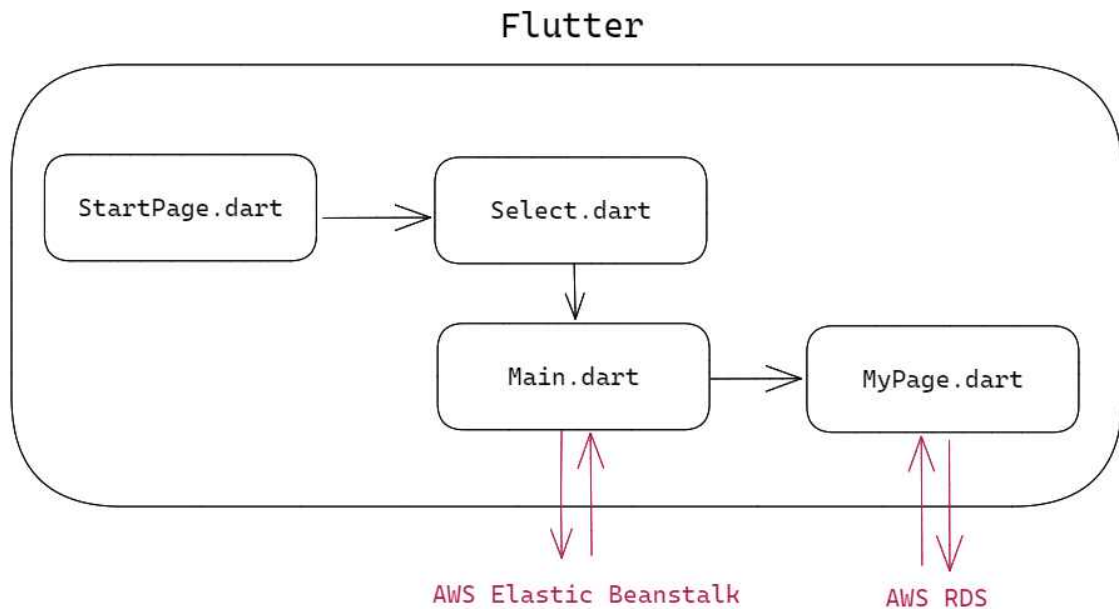 Flutter
StartPage.dart
Select.dart
Main.dart
MyPage.dart
AWS Elastic Beanstalk
AWS RDS